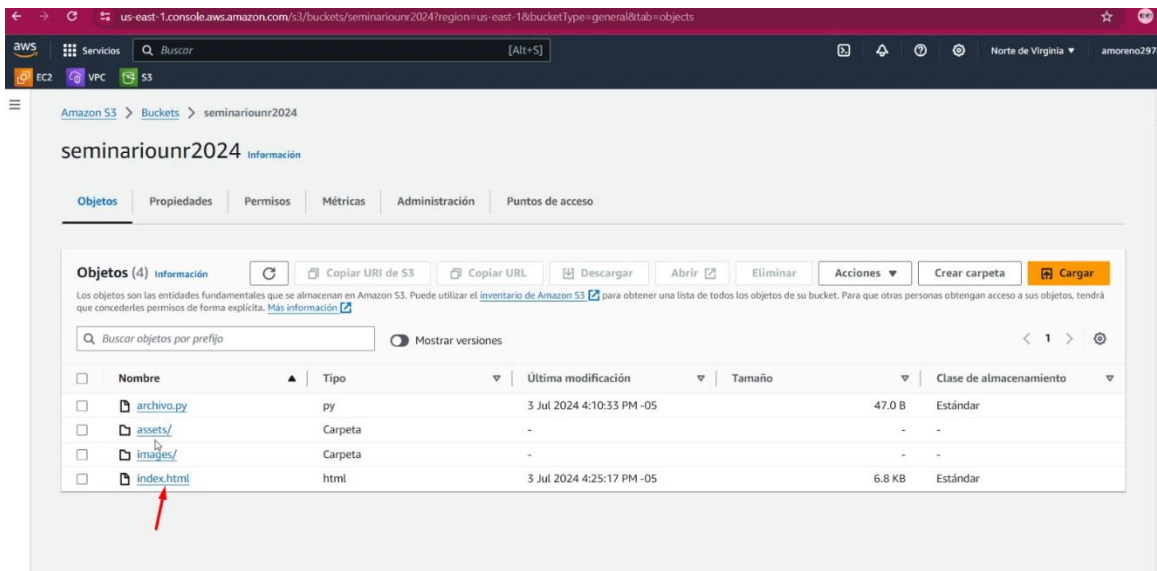 us-east-1.console.aws.amazon.com/s3/buckets/seminariounr2024?region=us-east-1&bucketType=general&tab=objects
aws Servicios Buscar [Alt+S] Norte de Virginia ▼ amoreno297
EC2 VPC S3
Amazon S3 > Buckets > seminariounr2024
seminariounr2024 Información
Objetos Propiedades Permisos Métricas Administración Puntos de acceso
Objetos (4) Información Copiar URI de S3 Copiar URL Descargar Abrir Eliminar Acciones ▼ Crear carpeta Cargar
Los objetos son las entidades fundamentales que se almacenan en Amazon S3. Puede utilizar el inventario de Amazon S3 para obtener una lista de todos los objetos de su bucket. Para que otras personas obtengan acceso a sus objetos, tendrá
que concederles permisos de forma explícita. Más información
Buscar objetos por prefijo Mostrar versiones < 1 >
Nombre ▲ Tipo Última modificación Tamaño Clase de almacenamiento
archivo.py py 3 Jul 2024 4:10:33 PM -05 47.0 B Estándar
assets/ Carpeta - - -
images/ Carpeta - - -
index.html html 3 Jul 2024 4:25:17 PM -05 6.8 KB Estándar